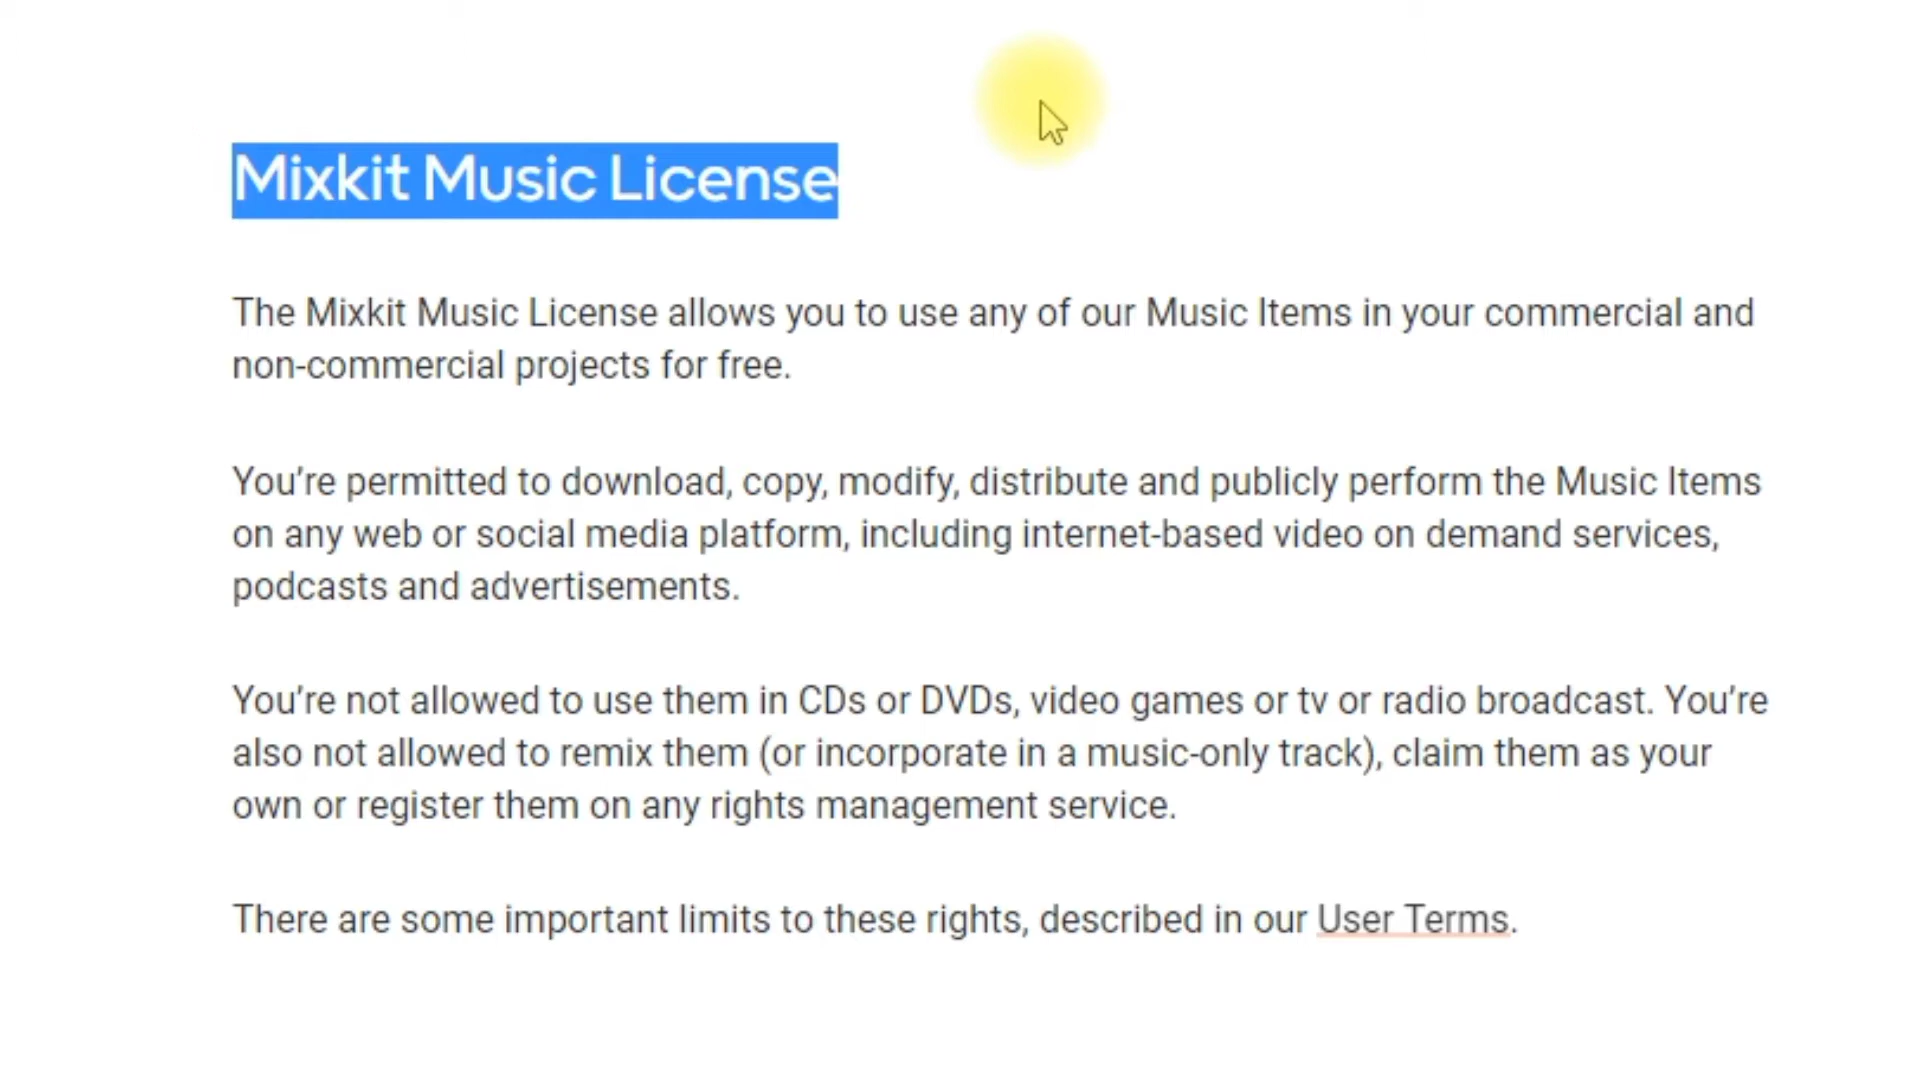 Mixkit Music License
The Mixkit Music License allows you to use any of our Music Items in your commercial and
non-commercial projects for free.
You’re permitted to download, copy, modify, distribute and publicly perform the Music Items
on any web or social media platform, including internet-based video on demand services,
podcasts and advertisements.
You’re not allowed to use them in CDs or DVDs, video games or tv or radio broadcast. You’re
also not allowed to remix them (or incorporate in a music-only track), claim them as your
own or register them on any rights management service.
There are some important limits to these rights, described in our User Terms.